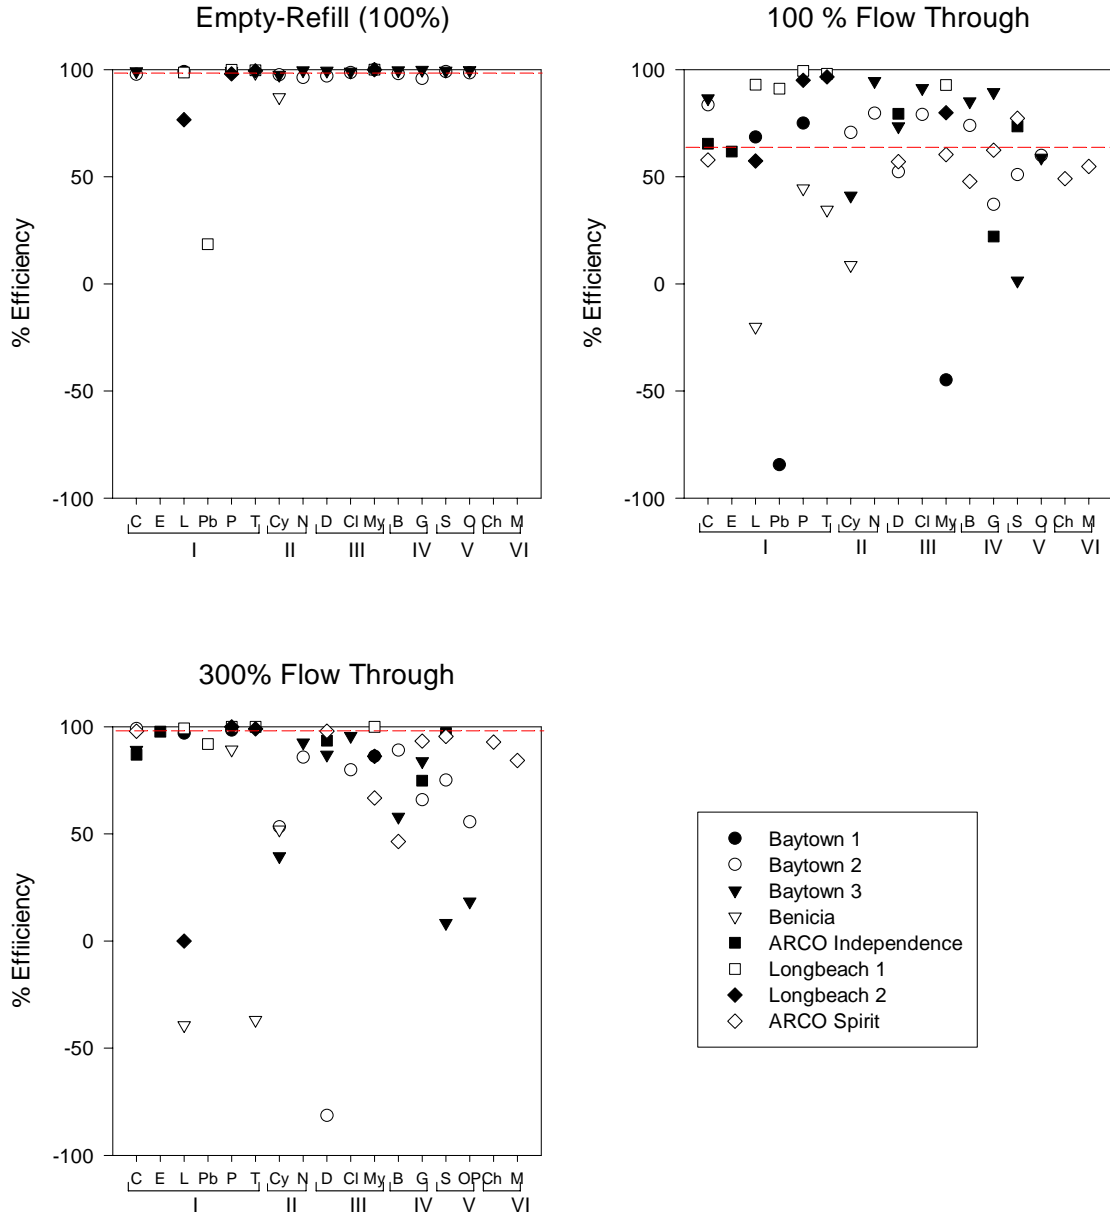 Empty-Refill (100%)
% Efficiency
100
50
0
-50
-100
C E L Pb P T Cy N D Cl My B G S O Ch M
I II III IV V VI
100 % Flow Through
% Efficiency
100
50
0
-50
-100
C E L Pb P T Cy N D Cl My B G S O Ch M
I II III IV V VI
300% Flow Through
% Effiiciency
100
50
0
-50
-100
C E L Pb P T Cy N D Cl My B G S OP Ch M
I II III IV V VI
Baytown 1
Baytown 2
Baytown 3
Benicia
ARCO Independence
Longbeach 1
Longbeach 2
ARCO Spirit